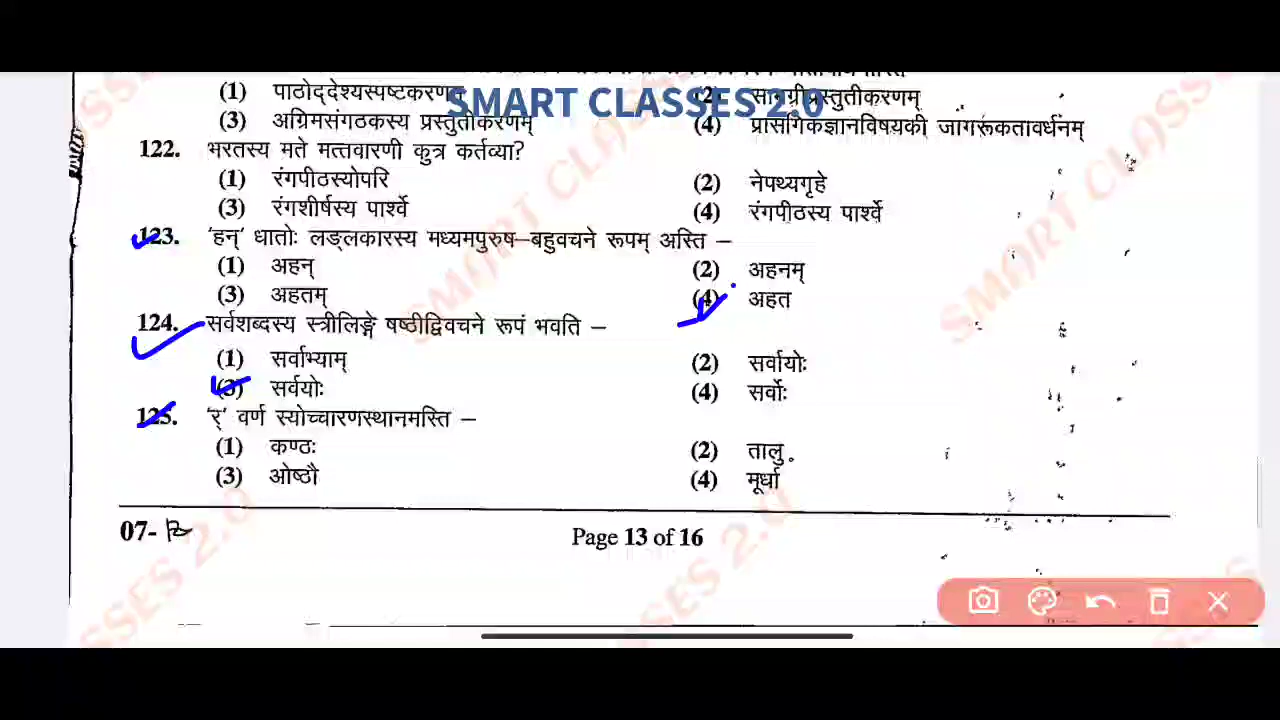 (1) पाठोद्देश्यस्पष्टकरणम् (2) सामग्रीप्रस्तुतीकरणम्
SMART CLASSES 2.0
(3) अग्रिमसंगठकस्य प्रस्तुतीकरणम् (4) प्रासंगिकज्ञानविषयकी जागरूकतावर्धनम्
122. भरतस्य मते मत्तवारणी कुत्र कर्तव्या?
(1) रंगपीठस्योपरि (2) नेपथ्यगृहे
(3) रंगशीर्षस्य पार्श्वे (4) रंगपीठस्य पार्श्वे
123. 'हन्' धातोः लङ्लकारस्य मध्यमपुरुष–बहुवचने रूपम् अस्ति –
(1) अहन् (2) अहनम्
(3) अहतम् (4) अहत
124. सर्वशब्दस्य स्त्रीलिङ्गे षष्ठीद्विवचने रूपं भवति –
(1) सर्वाभ्याम् (2) सर्वायोः
(3) सर्वयोः (4) सर्वोः
125. 'र्' वर्ण स्योच्चारणस्थानमस्ति –
(1) कण्ठः (2) तालु
(3) ओष्ठौ (4) मूर्धा
07- Page 13 of 16